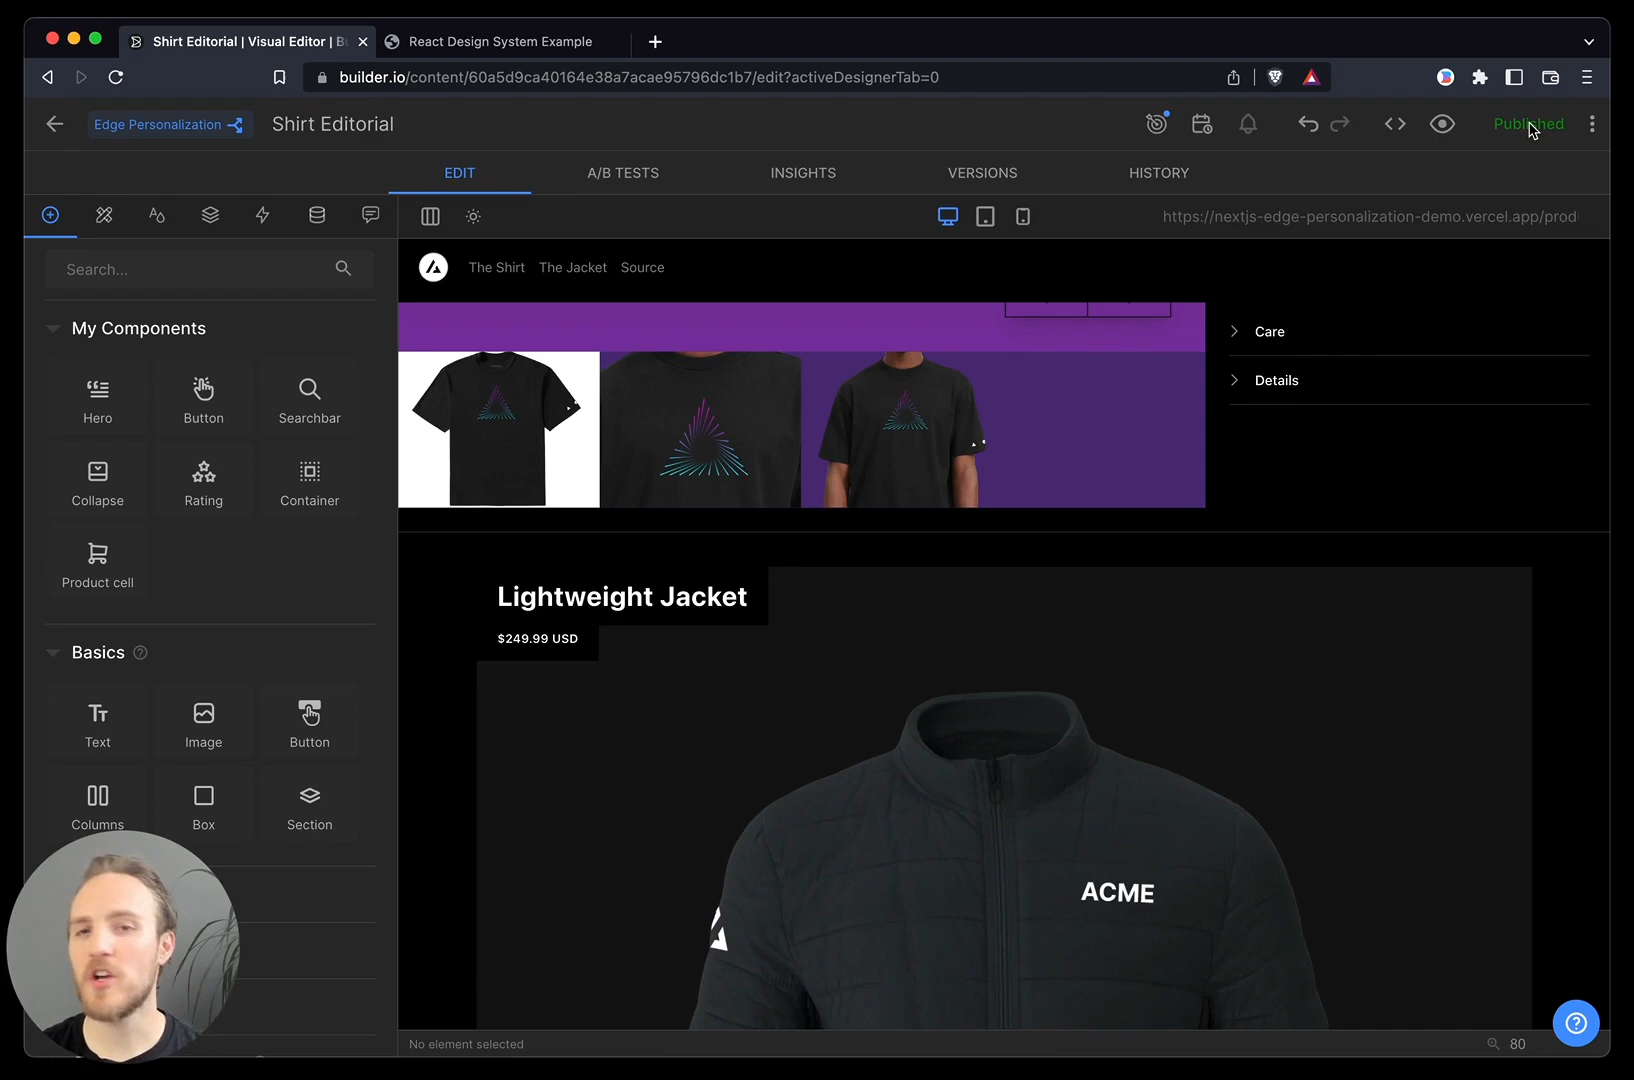 Shirt Editorial | Visual Editor | Bu
React Design System Example
builder.io/content/60a5d9ca40164e38a7acae95796dc1b7/edit?activeDesignerTab=0
Edge Personalization
Shirt Editorial
Published
EDIT
A/B TESTS
INSIGHTS
VERSIONS
HISTORY
https://nextjs-edge-personalization-demo.vercel.app/prod
Search...
My Components
Hero
Button
Searchbar
Collapse
Rating
Container
Product cell
Basics
Text
Image
Button
Columns
Box
Section
The Shirt
The Jacket
Source
Care
Details
Lightweight Jacket
$249.99 USD
ACME
No element selected
80